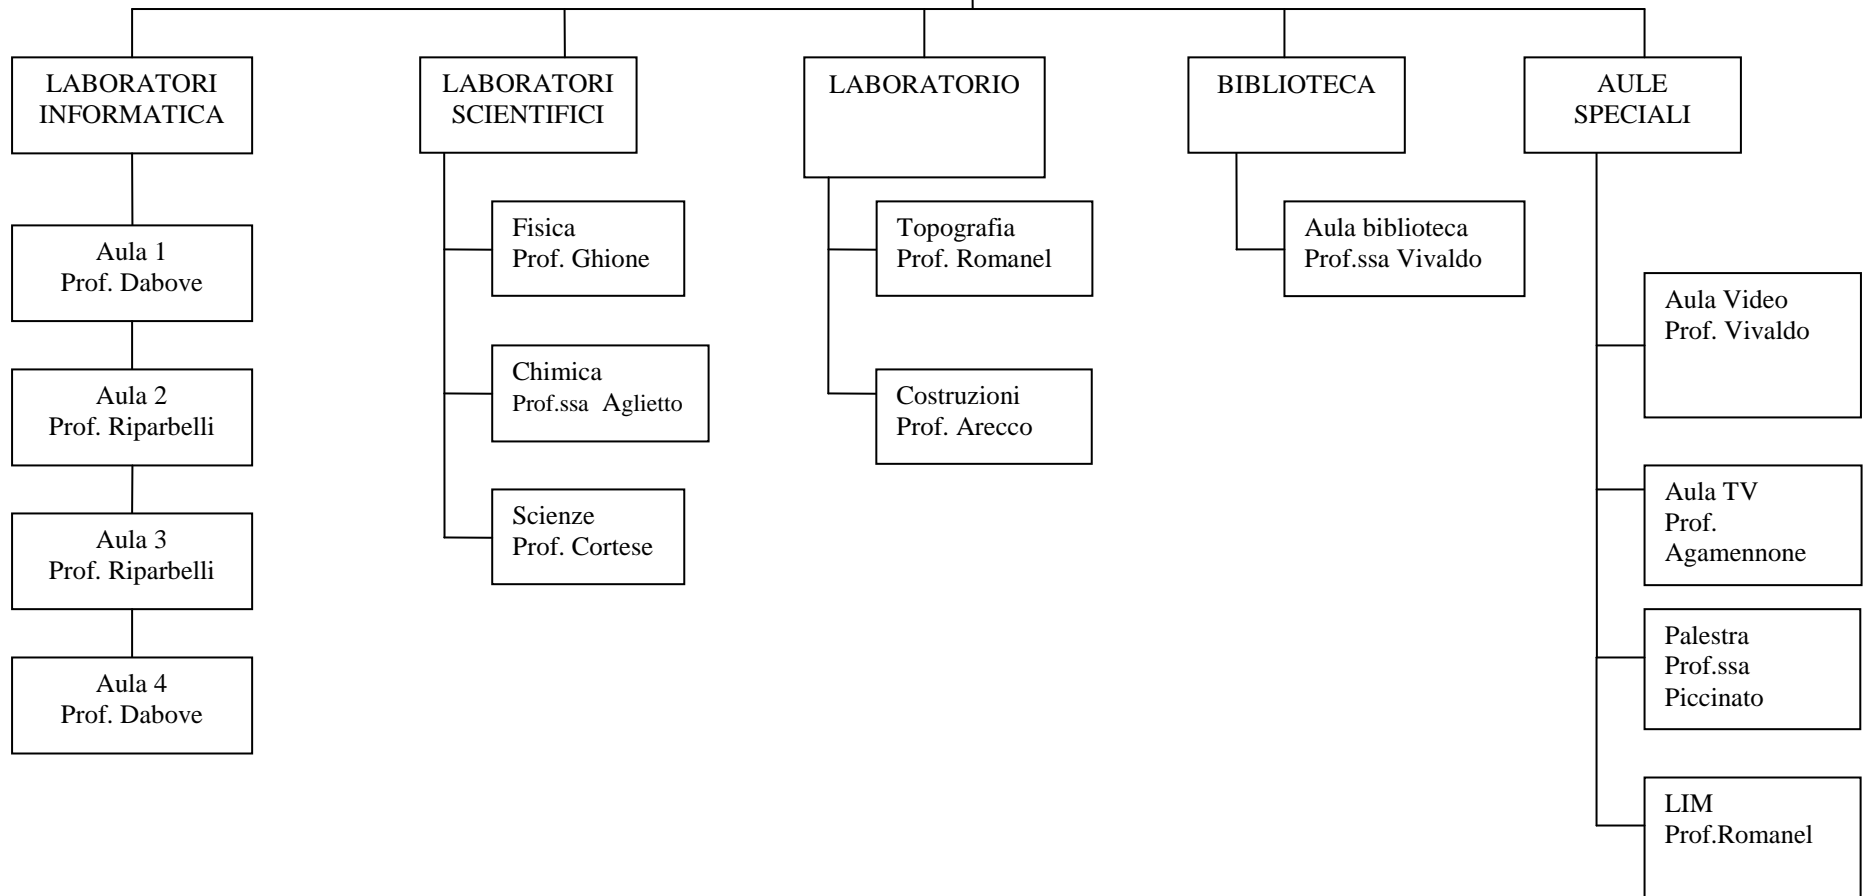 LABORATORI
INFORMATICA
Aula 1
Prof. Dabove
Aula 2
Prof. Riparbelli
Aula 3
Prof. Riparbelli
Aula 4
Prof. Dabove
LABORATORI
SCIENTIFICI
Fisica
Prof. Ghione
Chimica
Prof.ssa Aglietto
Scienze
Prof. Cortese
LABORATORIO
Topografia
Prof. Romanel
Costruzioni
Prof. Arecco
BIBLIOTECA
Aula biblioteca
Prof.ssa Vivaldo
AULE
SPECIALI
Aula Video
Prof. Vivaldo
Aula TV
Prof.
Agamennone
Palestra
Prof.ssa
Piccinato
LIM
Prof.Romanel